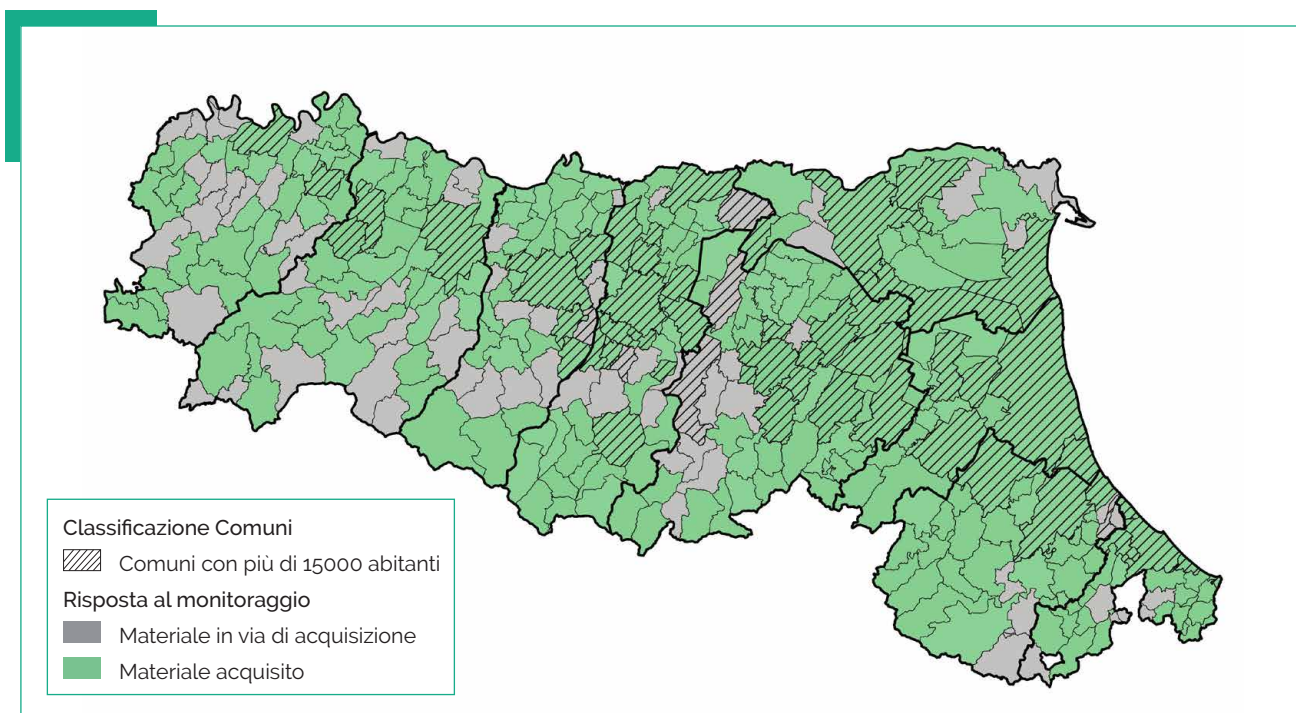 Classificazione Comuni
Comuni con più di 15000 abitanti
Risposta al monitoraggio
Materiale in via di acquisizione
Materiale acquisito